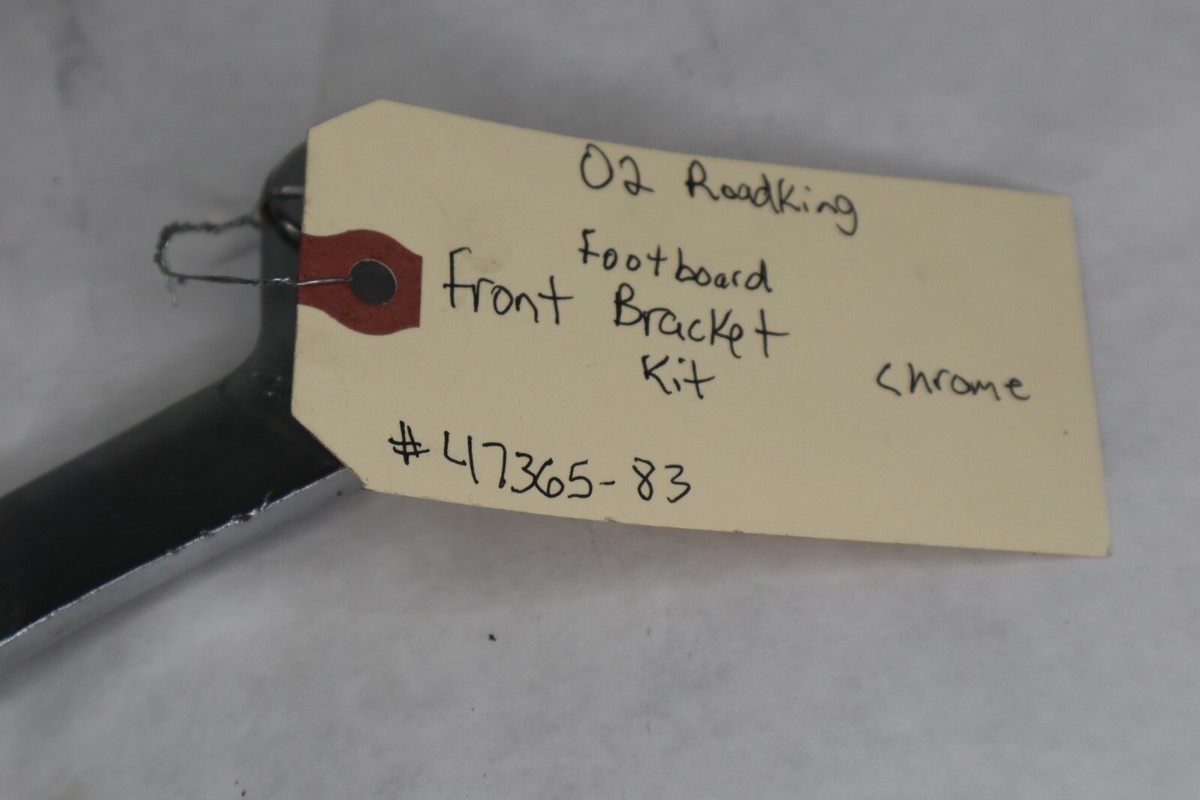 02 Roadking
Footboard
Front Bracket
Kit
Chrome
#47365-83